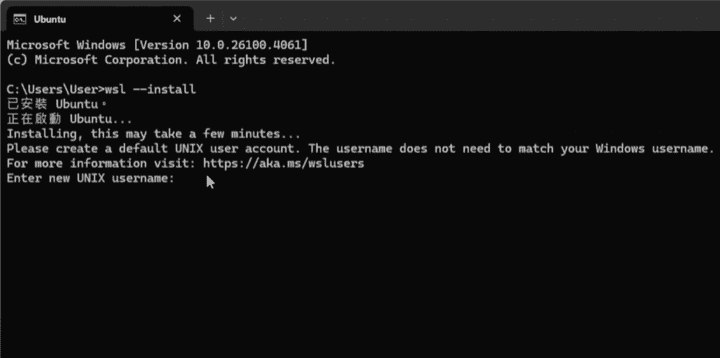 Ubuntu
Microsoft Windows [Version 10.0.26100.4061]
(c) Microsoft Corporation. All rights reserved.
C:\Users\User>wsl --install
已安裝 Ubuntu。
正在啟動 Ubuntu...
Installing, this may take a few minutes...
Please create a default UNIX user account. The username does not need to match your Windows username.
For more information visit: https://aka.ms/wslusers
Enter new UNIX username: